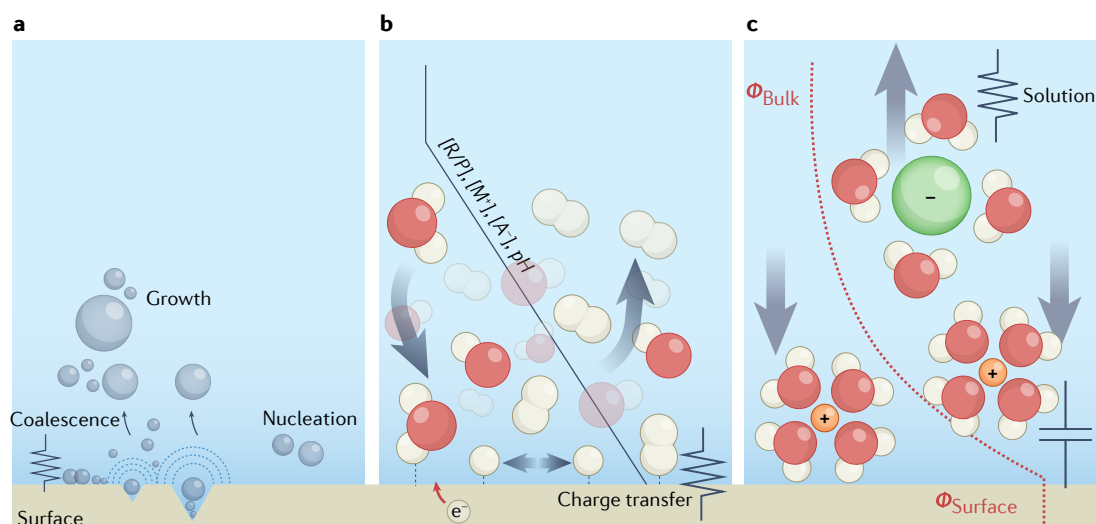 a
Growth
Coalescence
Nucleation
Surface
b
[R/P], [M⁺], [A⁻], pH
e⁻
Charge transfer
c
Φ_Bulk
Solution
-
+
+
Φ_Surface